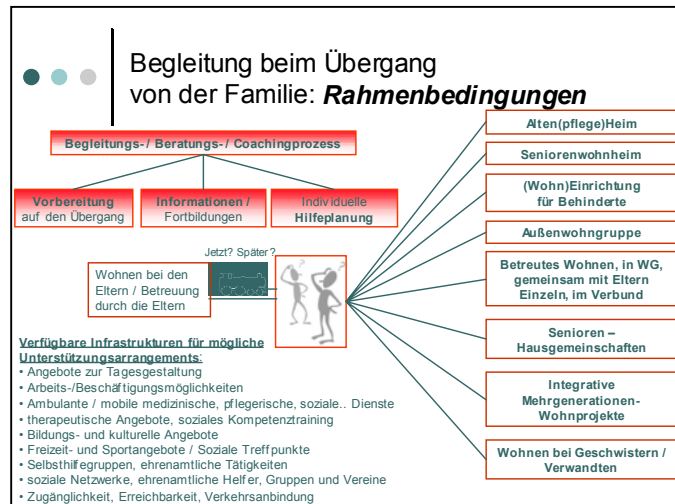 Begleitung beim Übergang
von der Familie: Rahmenbedingungen
Begleitungs-/ Beratungs-/ Coachingprozess
Vorbereitung
auf den Übergang
Informationen /
Fortbildungen
Individuelle
Hilfeplanung
Jetzt? Später?
Wohnen bei den
Eltern / Betreuung
durch die Eltern
Alten(pflege)Heim
Seniorenwohnheim
(Wohn)Einrichtung
für Behinderte
Außenwohngruppe
Betreutes Wohnen, in WG,
gemeinsam mit Eltern
Einzeln, im Verbund
Senioren –
Hausgemeinschaften
Integrative
Mehrgenerationen-
Wohnprojekte
Wohnen bei Geschwistern /
Verwandten
Verfügbare Infrastrukturen für mögliche
Unterstützungsarrangements:
• Angebote zur Tagesgestaltung
• Arbeits-/Beschäftigungsmöglichkeiten
• Ambulante / mobile medizinische, pflegerische, soziale.. Dienste
• therapeutische Angebote, soziales Kompetenztraining
• Bildungs- und kulturelle Angebote
• Freizeit- und Sportangebote / Soziale Treffpunkte
• Selbsthilfegruppen, ehrenamtliche Tätigkeiten
• soziale Netzwerke, ehrenamtliche Helfer, Gruppen und Vereine
• Zugänglichkeit, Erreichbarkeit, Verkehrsanbindung